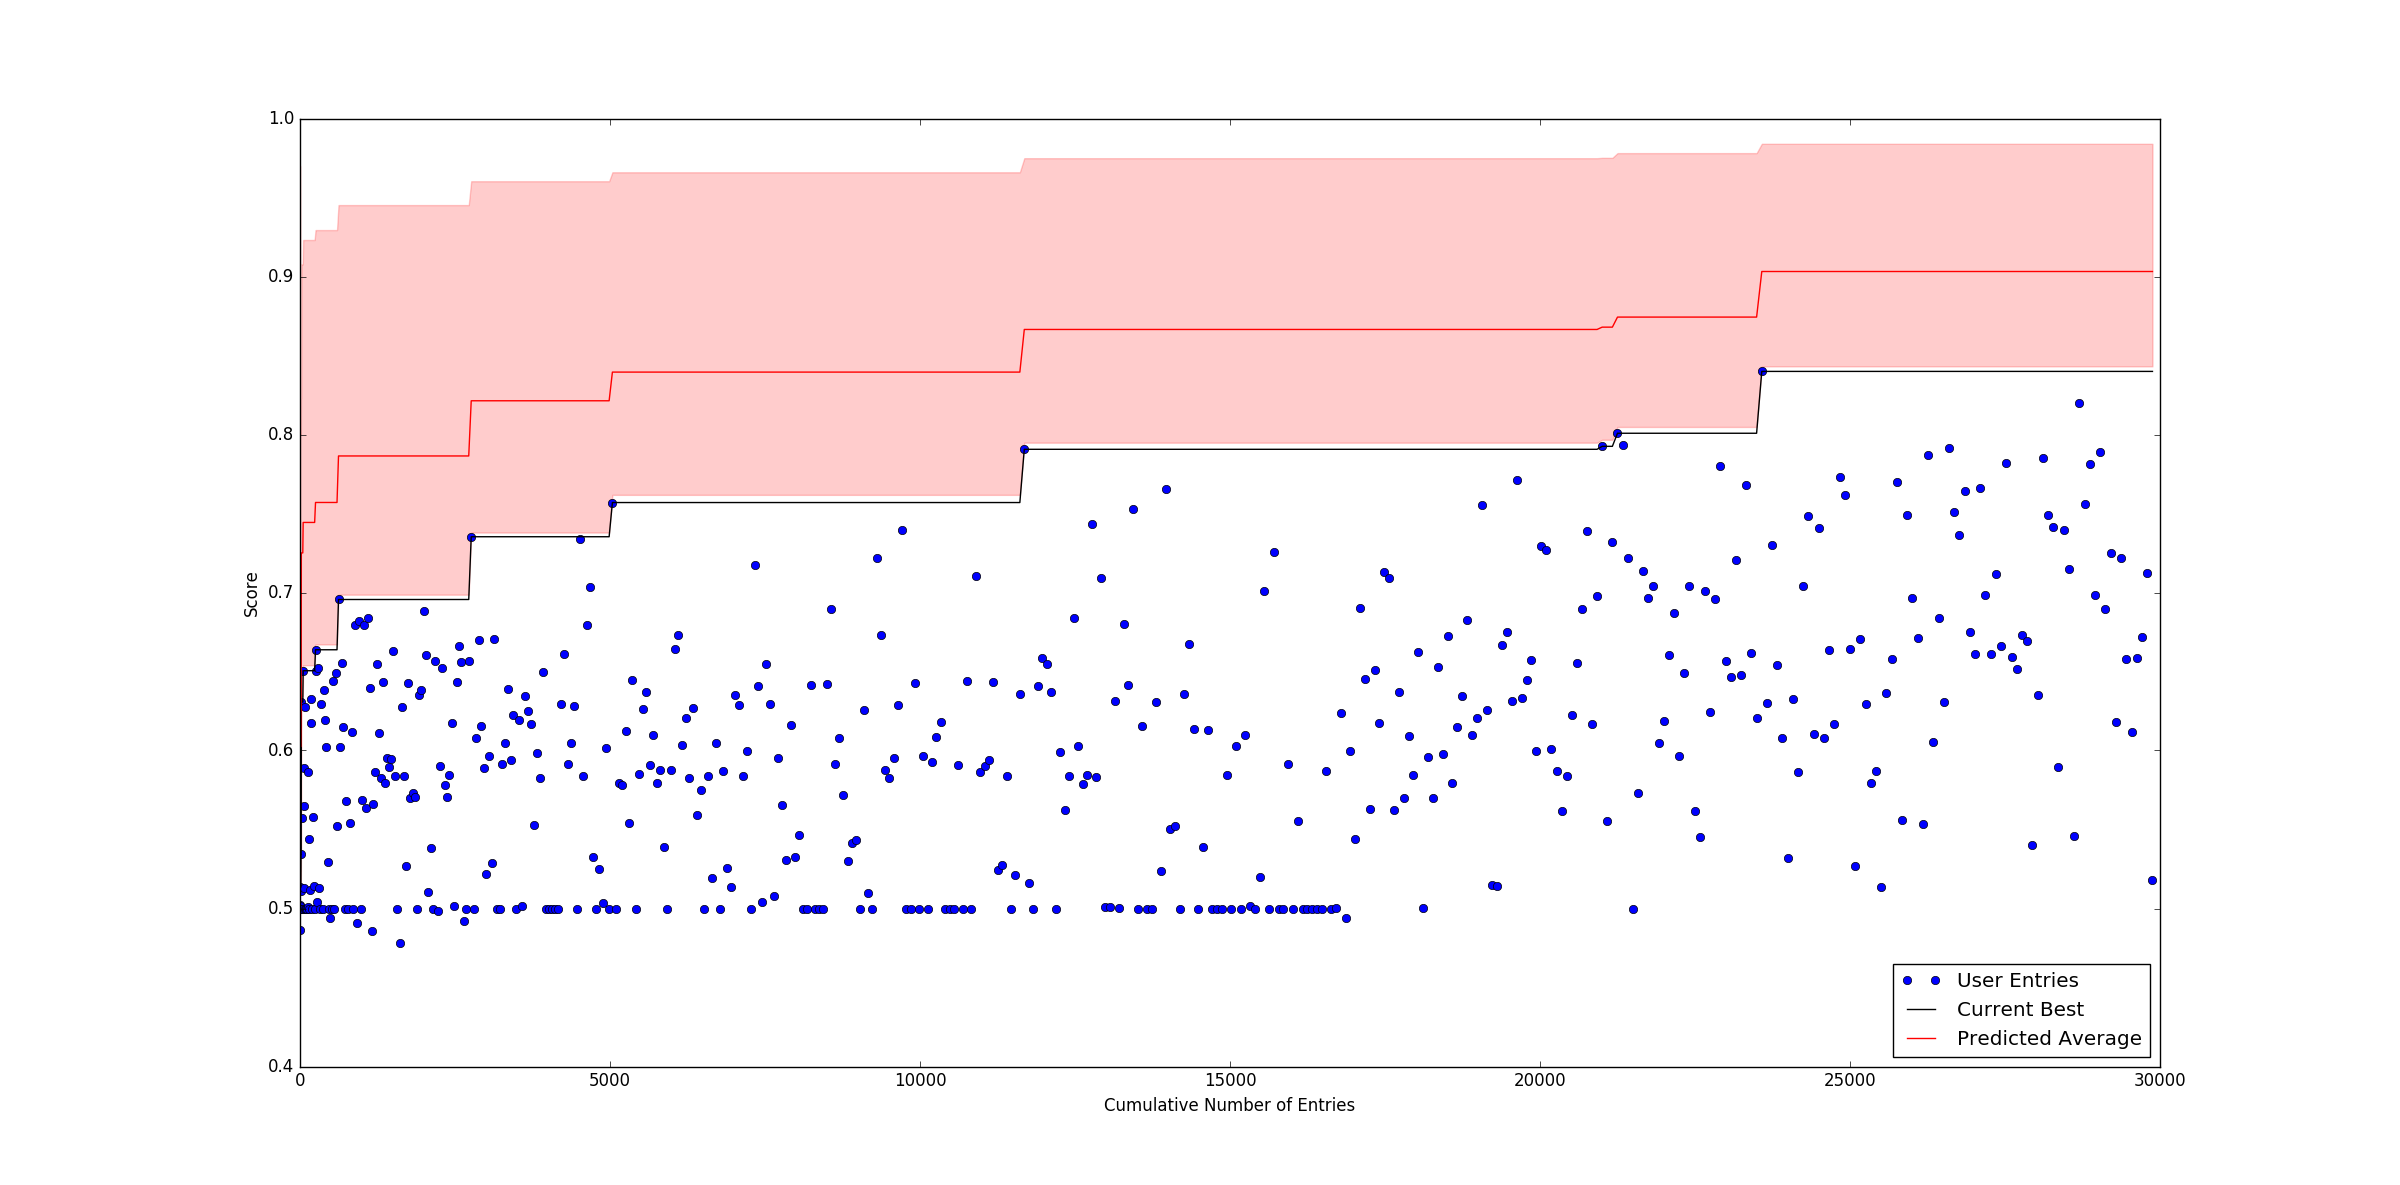 1.0
0.9
0.8
0.7
0.6
0.5
0.4
Score
0 5000 10000 15000 20000 25000 30000
Cumulative Number of Entries
User Entries
Current Best
Predicted Average